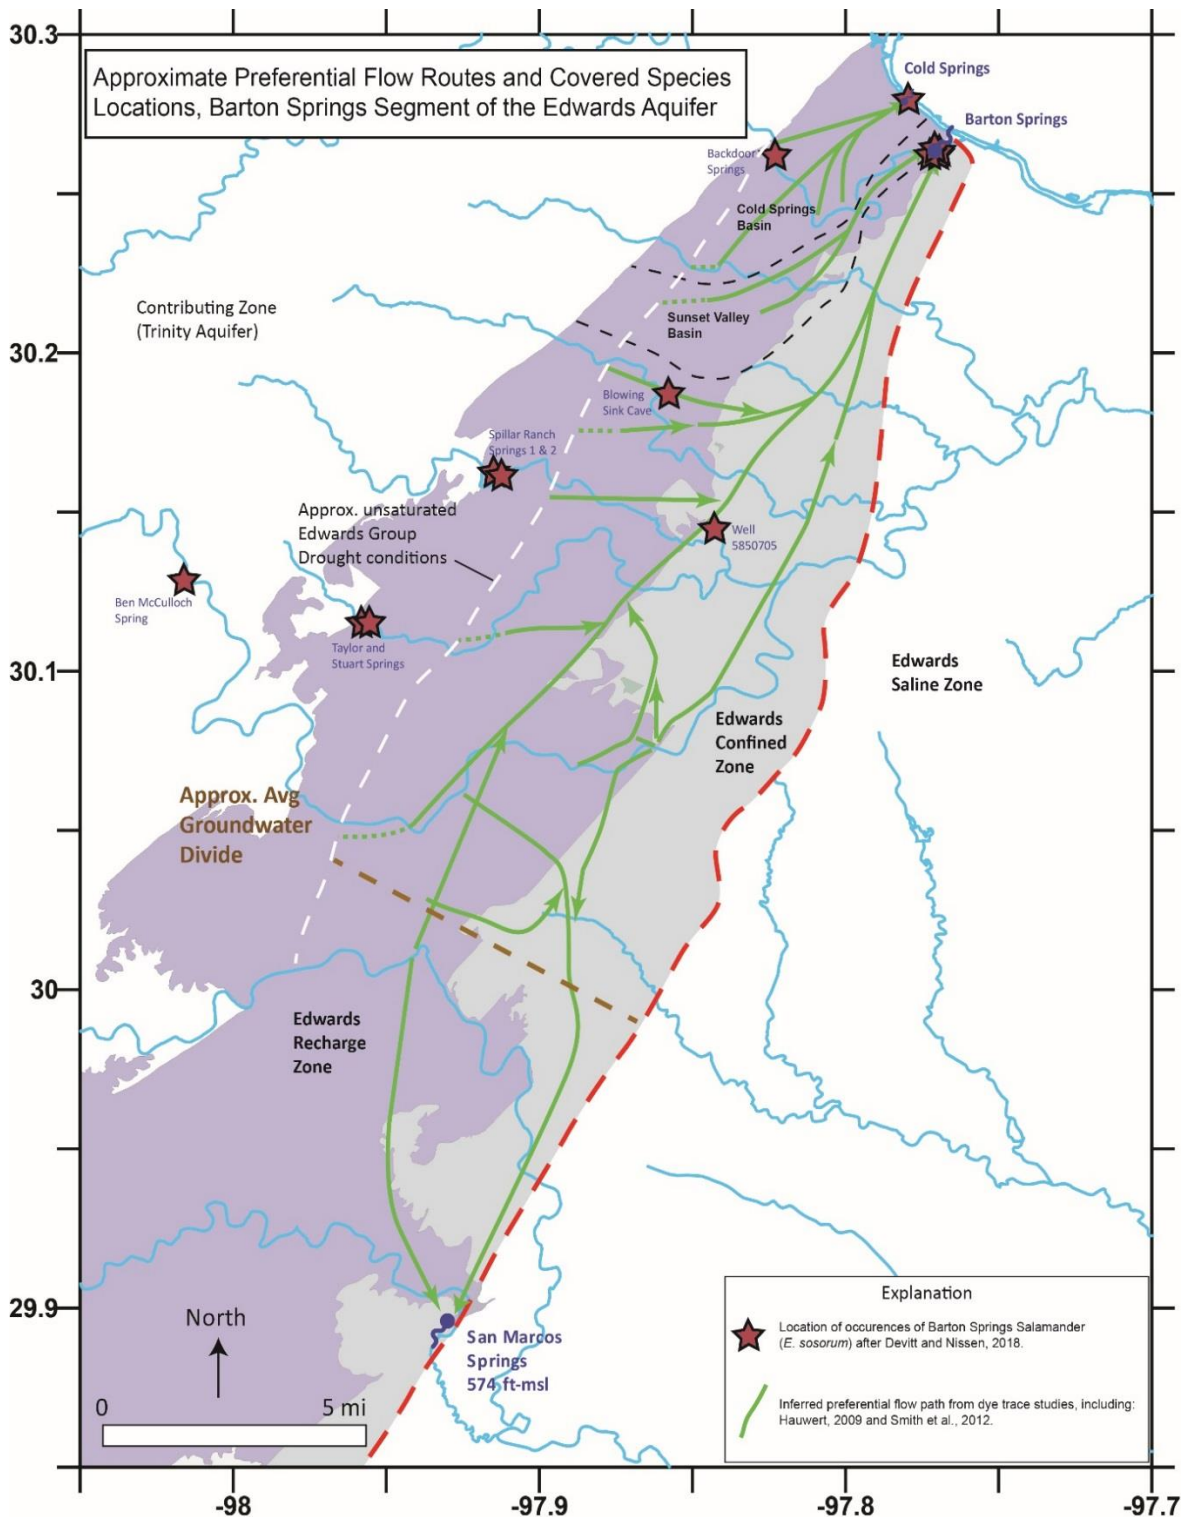 30.3
Approximate Preferential Flow Routes and Covered Species
Locations, Barton Springs Segment of the Edwards Aquifer
Cold Springs
Barton Springs
Backdoor
Springs
Cold Springs
Basin
Contributing Zone
(Trinity Aquifer)
Sunset Valley
Basin
30.2
Blowing
Sink Cave
Spillar Ranch
Springs 1 & 2
Approx. unsaturated
Edwards Group
Drought conditions
Well
5850705
Ben McCulloch
Spring
Taylor and
Stuart Springs
30.1
Edwards
Saline Zone
Edwards
Confined
Zone
Approx. Avg
Groundwater
Divide
30
Edwards
Recharge
Zone
29.9
North
0
5 mi
San Marcos
Springs
574 ft-msl
Explanation
Location of occurences of Barton Springs Salamander
(E. sosorum) after Devitt and Nissen, 2018.
Inferred preferential flow path from dye trace studies, including:
Hauwert, 2009 and Smith et al., 2012.
-98
-97.9
-97.8
-97.7